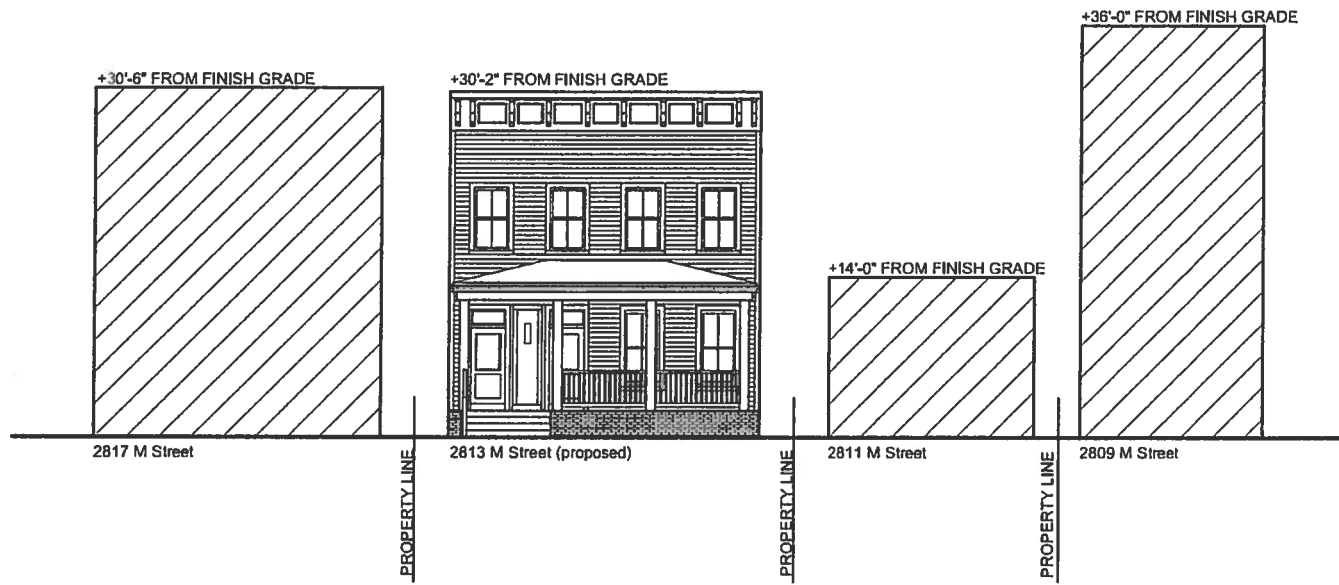 +36'-0" FROM FINISH GRADE
+30'-6" FROM FINISH GRADE
+30'-2" FROM FINISH GRADE
+14'-0" FROM FINISH GRADE
2817 M Street
2813 M Street (proposed)
2811 M Street
2809 M Street
PROPERTY LINE
PROPERTY LINE
PROPERTY LINE